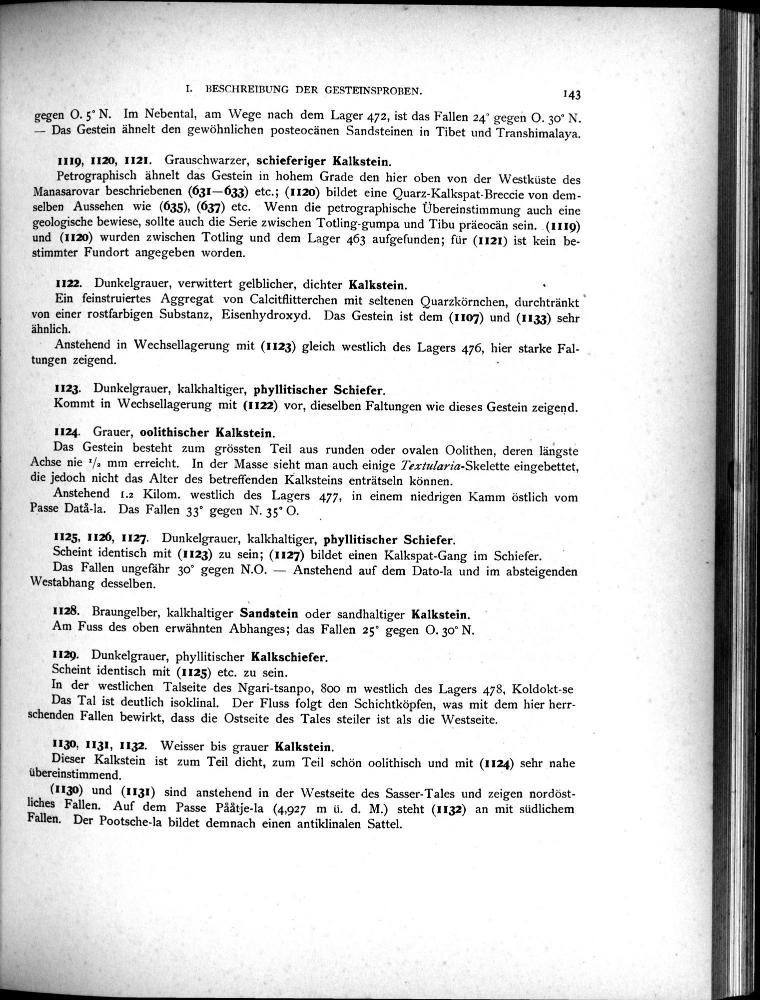 I. BESCHREIBUNG DER GESTEINSPROBEN.
143
gegen O. 5° N. Im Nebental, am Wege nach dem Lager 472, ist das Fallen 24° gegen O. 30° N.
— Das Gestein ähnelt den gewöhnlichen posteocänen Sandsteinen in Tibet und Transhimalaya.
1119, 1120, 1121. Grauschwarzer, schieferiger Kalkstein.
Petrographisch ähnelt das Gestein in hohem Grade den hier oben von der Westküste des
Manasarovar beschriebenen (631—633) etc.; (1120) bildet eine Quarz-Kalkspat-Breccie von dem-
selben Aussehen wie (635), (637) etc. Wenn die petrographische Übereinstimmung auch eine
geologische bewiese, sollte auch die Serie zwischen Totling-gumpa und Tibu präeocän sein. (1119)
und (1120) wurden zwischen Totling und dem Lager 463 aufgefunden; für (1121) ist kein be-
stimmter Fundort angegeben worden.
1122. Dunkelgrauer, verwittert gelblicher, dichter Kalkstein.
Ein feinstruiertes Aggregat von Calcitflitterchen mit seltenen Quarzkörnchen, durchtränkt
von einer rostfarbigen Substanz, Eisenhydroxyd. Das Gestein ist dem (1107) und (1133) sehr
ähnlich.
Anstehend in Wechsellagerung mit (1123) gleich westlich des Lagers 476, hier starke Fal-
tungen zeigend.
1123. Dunkelgrauer, kalkhaltiger, phyllitischer Schiefer.
Kommt in Wechsellagerung mit (1122) vor, dieselben Faltungen wie dieses Gestein zeigend.
1124. Grauer, oolithischer Kalkstein.
Das Gestein besteht zum grössten Teil aus runden oder ovalen Oolithen, deren längste
Achse nie 1/2 mm erreicht. In der Masse sieht man auch einige Textularia-Skelette eingebettet,
die jedoch nicht das Alter des betreffenden Kalksteins enträtseln können.
Anstehend 1.2 Kilom. westlich des Lagers 477, in einem niedrigen Kamm östlich vom
Passe Datå-la. Das Fallen 33° gegen N. 35° O.
1125, 1126, 1127. Dunkelgrauer, kalkhaltiger, phyllitischer Schiefer.
Scheint identisch mit (1123) zu sein; (1127) bildet einen Kalkspat-Gang im Schiefer.
Das Fallen ungefähr 30° gegen N.O. — Anstehend auf dem Dato-la und im absteigenden
Westabhang desselben.
1128. Braungelber, kalkhaltiger Sandstein oder sandhaltiger Kalkstein.
Am Fuss des oben erwähnten Abhanges; das Fallen 25° gegen O. 30° N.
1129. Dunkelgrauer, phyllitischer Kalkschiefer.
Scheint identisch mit (1125) etc. zu sein.
In der westlichen Talseite des Ngari-tsanpo, 800 m westlich des Lagers 478, Koldokt-se
Das Tal ist deutlich isoklinal. Der Fluss folgt den Schichtköpfen, was mit dem hier herr-
schenden Fallen bewirkt, dass die Ostseite des Tales steiler ist als die Westseite.
1130, 1131, 1132. Weisser bis grauer Kalkstein.
Dieser Kalkstein ist zum Teil dicht, zum Teil schön oolithisch und mit (1124) sehr nahe
übereinstimmend.
(1130) und (1131) sind anstehend in der Westseite des Sasser-Tales und zeigen nordöst-
liches Fallen. Auf dem Passe Pååtje-la (4,927 m ü. d. M.) steht (1132) an mit südlichem
Fallen. Der Pootsche-la bildet demnach einen antiklinalen Sattel.